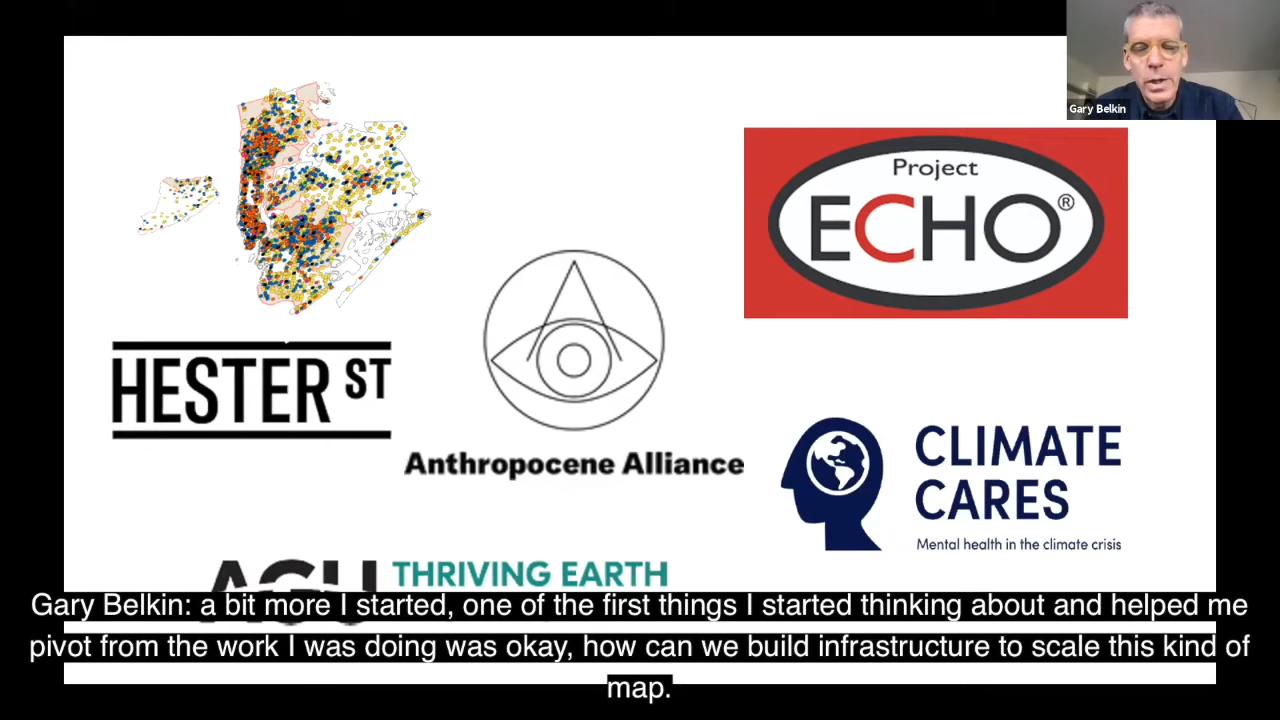 Gary Belkin
Project
ECHO®
HESTER ST
Anthropocene Alliance
CLIMATE
CARES
Mental health in the climate crisis
AGU THRIVING EARTH
Gary Belkin: a bit more I started, one of the first things I started thinking about and helped me
pivot from the work I was doing was okay, how can we build infrastructure to scale this kind of
map.